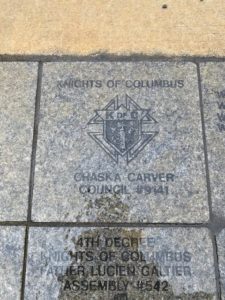 KNIGHTS OF COLUMBUS
K OF C
CHASKA CARVER
COUNCIL #9141
4TH DEGREE
KNIGHTS OF COLUMBUS
FATHER LUCIEN GALTIER
ASSEMBLY #542